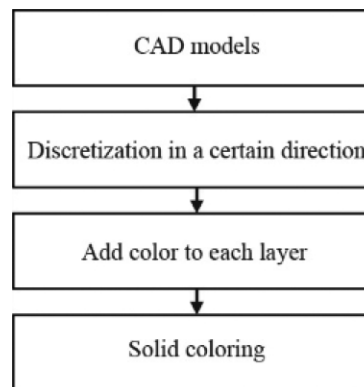 CAD models
Discretization in a certain direction
Add color to each layer
Solid coloring